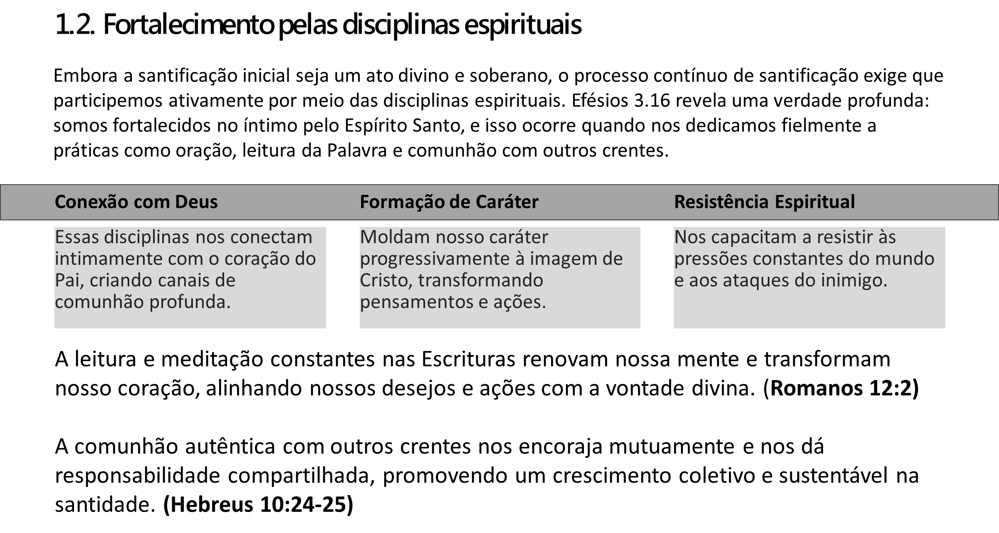 1.2. Fortalecimento pelas disciplinas espirituais
Embora a santificação inicial seja um ato divino e soberano, o processo contínuo de santificação exige que
participemos ativamente por meio das disciplinas espirituais. Efésios 3.16 revela uma verdade profunda:
somos fortalecidos no íntimo pelo Espírito Santo, e isso ocorre quando nos dedicamos fielmente a
práticas como oração, leitura da Palavra e comunhão com outros crentes.
Conexão com Deus
Essas disciplinas nos conectam
intimamente com o coração do
Pai, criando canais de
comunhão profunda.
Formação de Caráter
Moldam nosso caráter
progressivamente à imagem de
Cristo, transformando
pensamentos e ações.
Resistência Espiritual
Nos capacitam a resistir às
pressões constantes do mundo
e aos ataques do inimigo.
A leitura e meditação constantes nas Escrituras renovam nossa mente e transformam
nosso coração, alinhando nossos desejos e ações com a vontade divina. (Romanos 12:2)
A comunhão autêntica com outros crentes nos encoraja mutuamente e nos dá
responsabilidade compartilhada, promovendo um crescimento coletivo e sustentável na
santidade. (Hebreus 10:24-25)